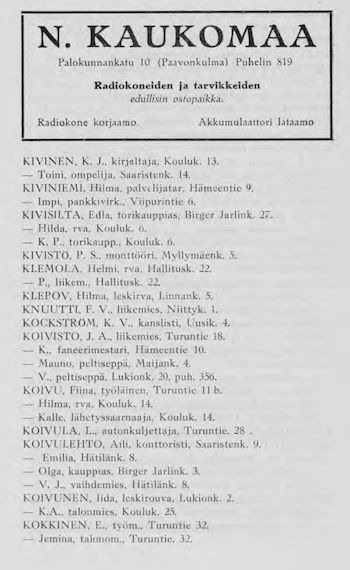 N. KAUKOMAA
Palokunnankatu 10 (Paavonkulma) Puhelin 819
Radiokoneiden ja tarvikkeiden
edullisin ostopaikka.
Radiokone korjaamo. Akkumulaattori lataamo
KIVINEN, K. J., kirjaltaja, Kouluk. 13.
— Toini, ompelija, Saaristenk. 14.
KIVINIEMI, Hilma, palvelijatar, Hämeentie 9.
— Impi, pankkivirk., Viipurintie 6.
KIVISILTA, Edla, torikauppias, Birger Jarlink. 27.
— Hilda, rva, Kouluk. 6.
— K. P., torikaupp., Kouluk. 6.
KIVISTÖ, P. S., monttööri, Myllymäenk. 5.
KLEMOLA, Helmi, rva, Hallitusk. 22.
— P., liikem., Hallitusk. 22.
KLEPOV, Hilma, leskirva, Linnank. 5.
KNUUTTI, F. V., liikemies, Niittyk. 1.
KOCKSTRÖM, K. V., kanslisti, Uusik. 4.
KOIVISTO, J. A., liikemies, Turuntie 18.
— K., faneerimestari, Hämeentie 10.
— Mauno, peltiseppä, Maijank. 4.
— V., peltiseppä, Lukionk. 20, puh. 356.
KOIVU, Fiina, työläinen, Turuntie 11 b.
— Hilma, rva, Kouluk. 14.
— Kalle, lähetyssaarnaaja, Kouluk. 14.
KOIVULA, L., autonkuljettaja, Turuntie. 28 .
KOIVULEHTO, Aili, konttoristi, Saaristenk. 9.
— Emilia, Hätilänk. 8.
— Olga, kauppias, Birger Jarlink. 3.
— V. J., vaihdemies, Hätilänk. 8.
KOIVUNEN, Iida, leskirouva, Lukionk. 2.
— K.A., talonmies, Kouluk. 25.
KOKKINEN, E., työm., Turuntie 32.
— Jemina, talonom., Turuntie. 32.